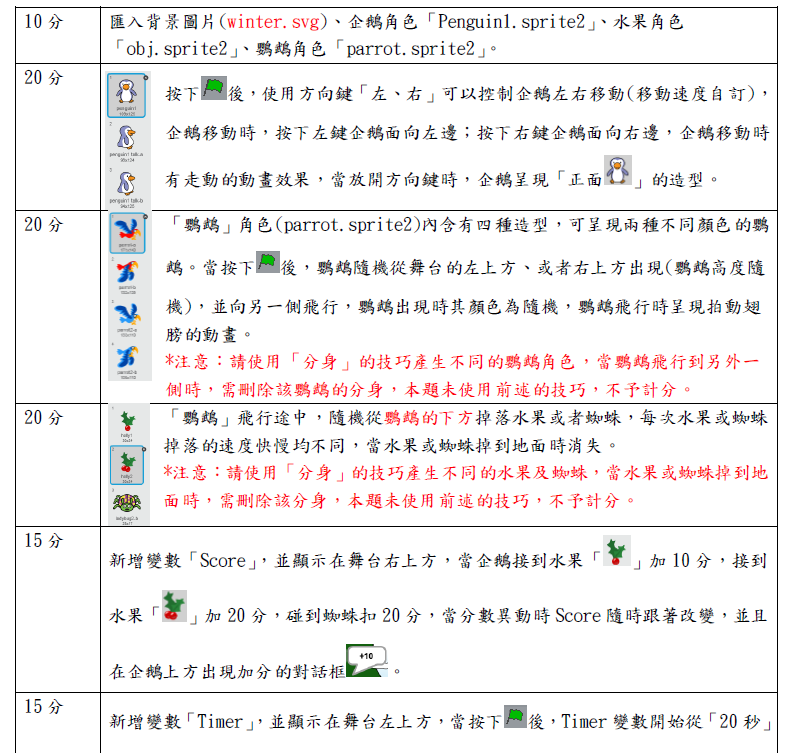 10 分
匯入背景圖片(winter.svg)、企鵝角色「Penguin1.sprite2」、水果角色
「obj.sprite2」、鸚鵡角色「parrot.sprite2」。
20 分
按下後，使用方向鍵「左、右」可以控制企鵝左右移動(移動速度自訂)，
企鵝移動時，按下左鍵企鵝面向左邊；按下右鍵企鵝面向右邊，企鵝移動時
有走動的動畫效果，當放開方向鍵時，企鵝呈現「正面」的造型。
penguin1
penguin1 talk-a
penguin1 talk-b
20 分
「鸚鵡」角色(parrot.sprite2)內含有四種造型，可呈現兩種不同顏色的鸚
鵡。當按下後，鸚鵡隨機從舞台的左上方、或者右上方出現(鸚鵡高度隨
機)，並向另一側飛行，鸚鵡出現時其顏色為隨機，鸚鵡飛行時呈現拍動翅
膀的動畫。
*注意：請使用「分身」的技巧產生不同的鸚鵡角色，當鸚鵡飛行到另外一
側時，需刪除該鸚鵡的分身，本題未使用前述的技巧，不予計分。
20 分
「鸚鵡」飛行途中，隨機從鸚鵡的下方掉落水果或者蜘蛛，每次水果或蜘蛛
掉落的速度快慢均不同，當水果或蜘蛛掉到地面時消失。
*注意：請使用「分身」的技巧產生不同的水果及蜘蛛，當水果或蜘蛛掉到地
面時，需刪除該分身，本題未使用前述的技巧，不予計分。
15 分
新增變數「Score」，並顯示在舞台右上方，當企鵝接到水果「」加 10 分，接到
水果「」加 20 分，碰到蜘蛛扣 20 分，當分數異動時 Score 隨時跟著改變，並且
在企鵝上方出現加分的對話框 +10 。
15 分
新增變數「Timer」，並顯示在舞台左上方，當按下後，Timer 變數開始從「20 秒」